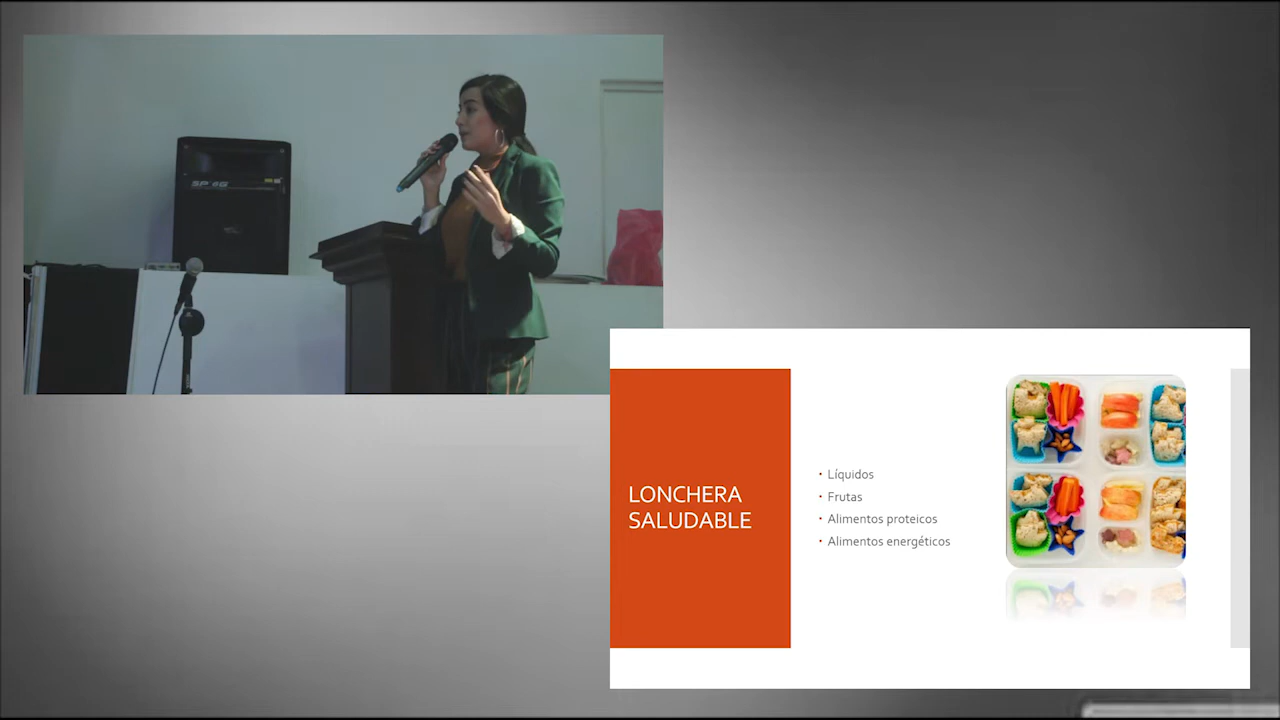 LONCHERA
SALUDABLE
• Líquidos
• Frutas
• Alimentos proteicos
• Alimentos energéticos